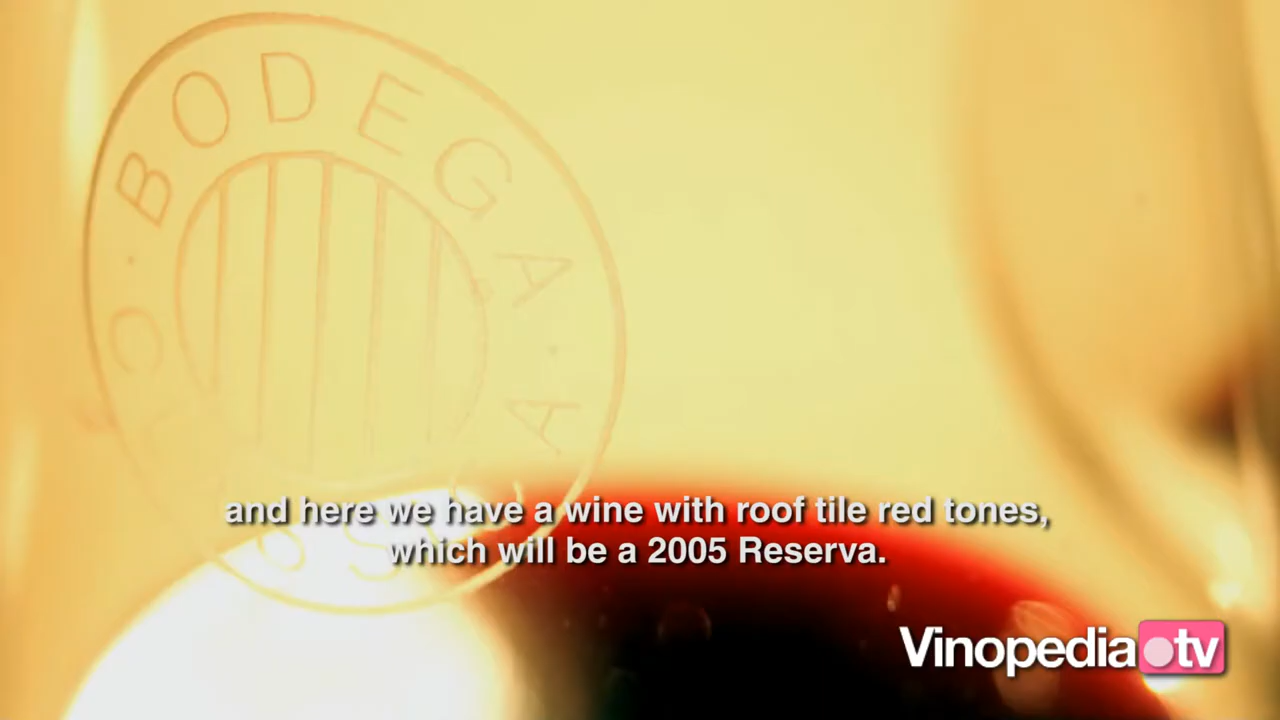 BODEGA · A
and here we have a wine with roof tile red tones,
which will be a 2005 Reserva.
Vinopedia.tv